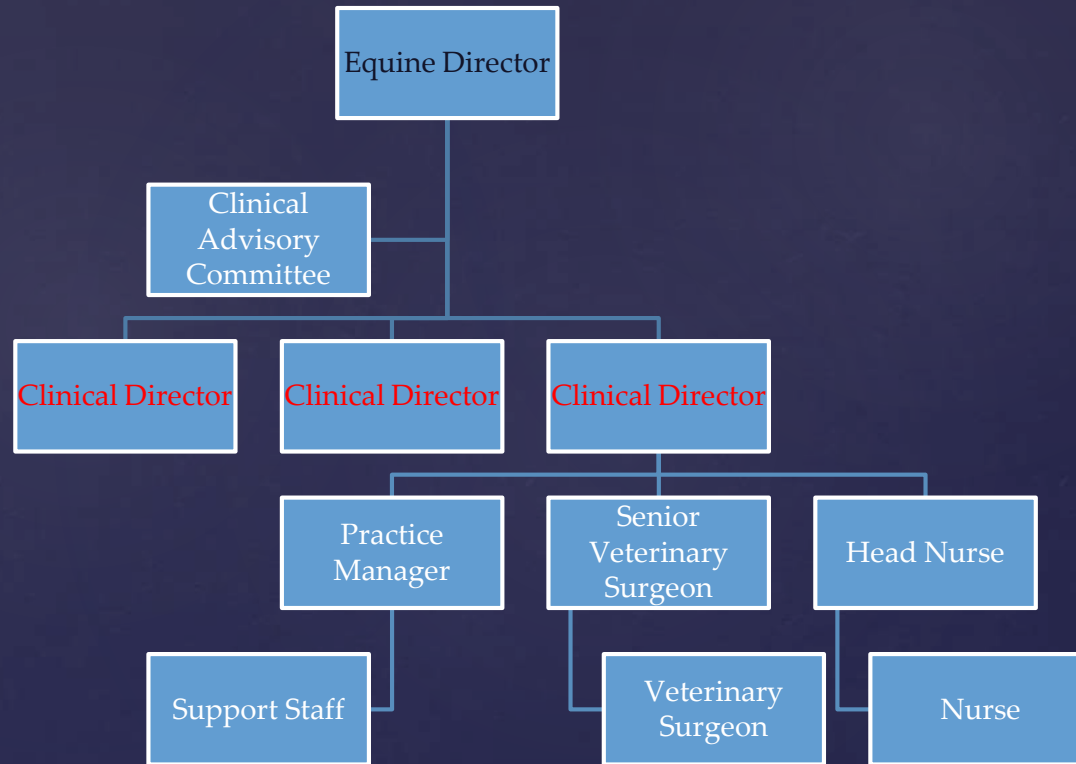 Equine Director
Clinical
Advisory
Committee
Clinical Director
Clinical Director
Clinical Director
Practice
Manager
Senior
Veterinary
Surgeon
Head Nurse
Support Staff
Veterinary
Surgeon
Nurse